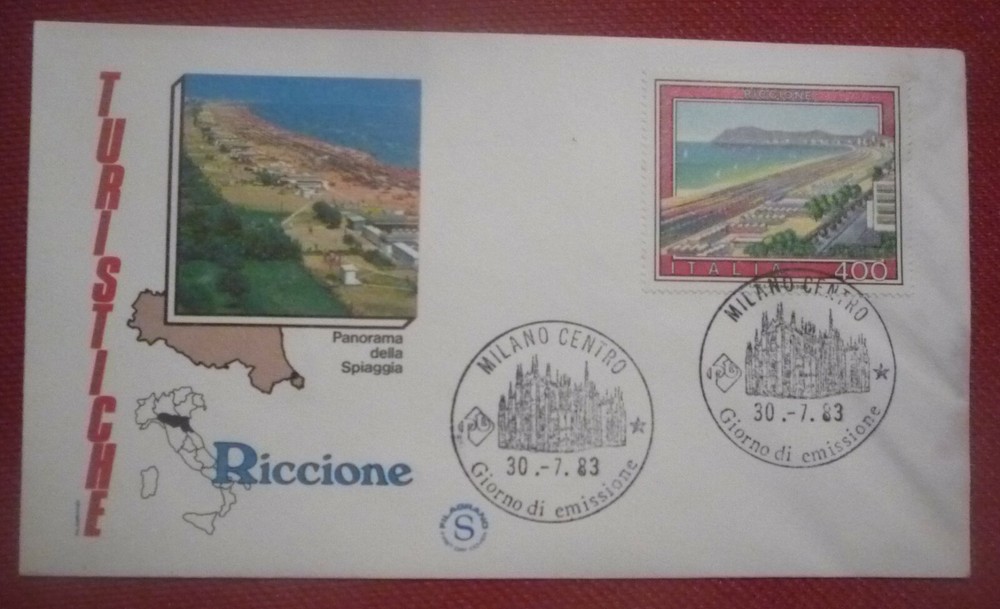 TURISTICHE
Panorama
della
Spiaggia
Riccione
RICCIONE
ITALIA 400
MILANO CENTRO
30.-7.83
Giorno di emissione
MILANO CENTRO
30.-7.83
Giorno di emissione
FILAGRANO
S